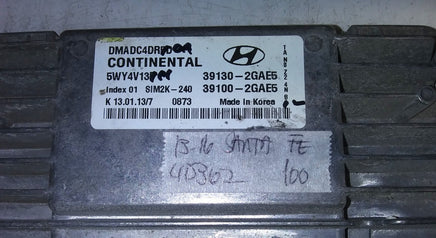 DMADC4DR
CONTINENTAL
HYUNDAI
5WY4V13
39130-2GAE5
Index 01 SIM2K-240 39100-2GAE5
K 13.01.13/7 0873 Made in Korea
13-16 SANTA FE
4D362 100